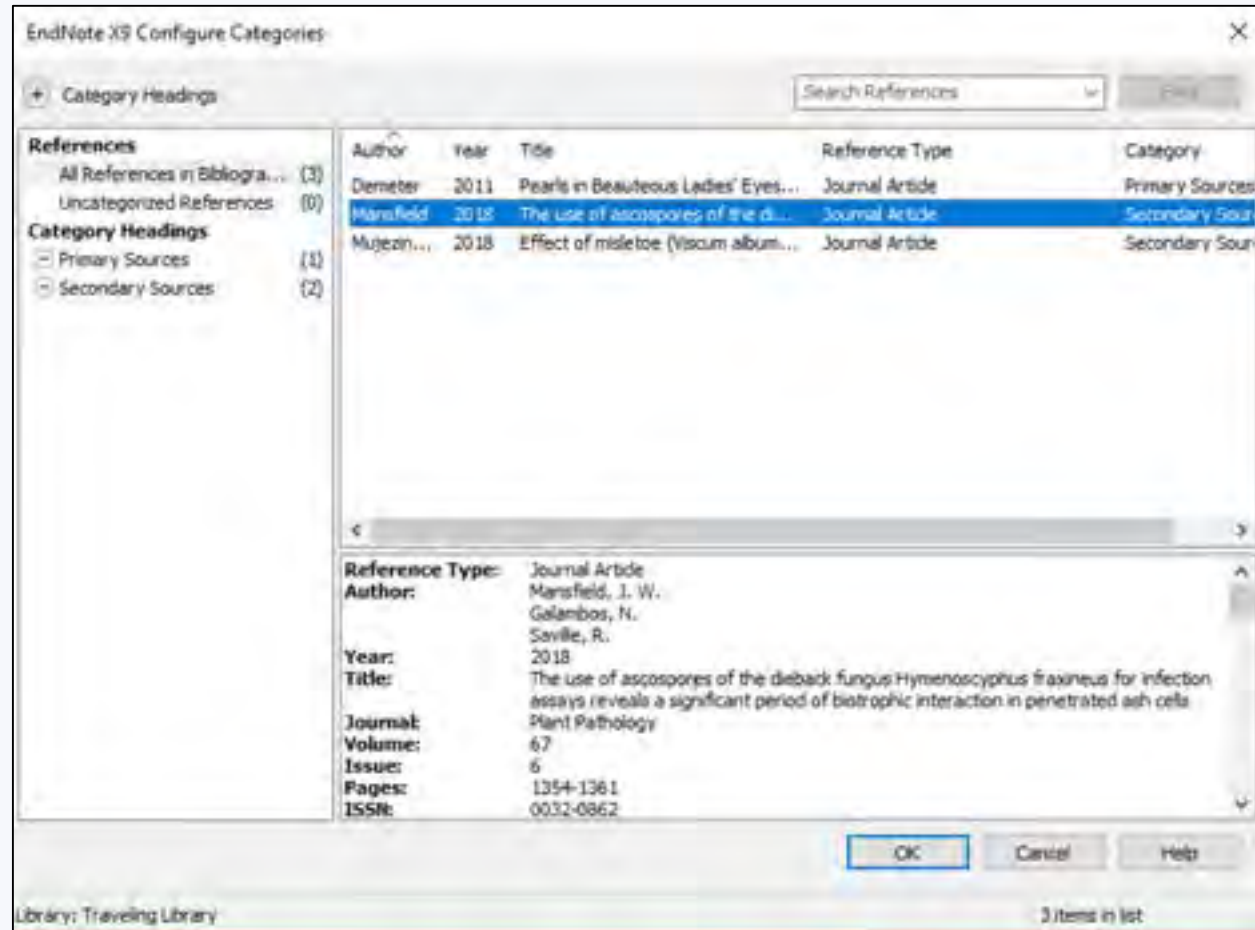 EndNote X9 Configure Categories
+ Category Headings
Search References
Find
References
All References in Bibliogra... (3)
Uncategorized References (0)
Category Headings
Primary Sources (1)
Secondary Sources (2)
Author Year Title Reference Type Category
Demeter 2011 Pearls in Beauteous Ladies' Eyes... Journal Article Primary Sources
Mansfield 2018 The use of ascospores of the di... Journal Article Secondary Sour
Mujezin... 2018 Effect of misletoe (Viscum album... Journal Article Secondary Sour
Reference Type: Journal Article
Author: Mansfield, J. W.
Galambos, N.
Saville, R.
Year: 2018
Title: The use of ascospores of the dieback fungus Hymenoscyphus fraxineus for infection
assays reveals a significant period of biotrophic interaction in penetrated ash cells
Journal: Plant Pathology
Volume: 67
Issue: 6
Pages: 1354-1361
ISSN: 0032-0862
OK Cancel Help
Library: Traveling Library 3 items in list